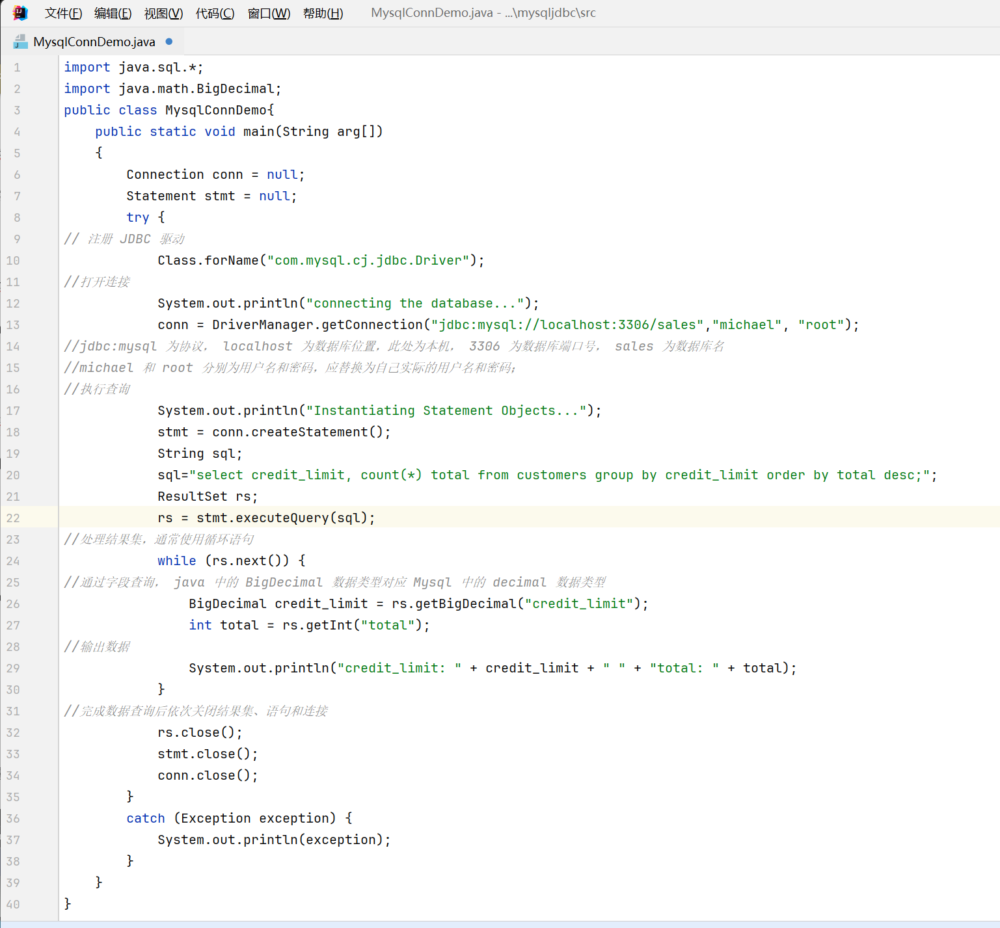 文件(F) 编辑(E) 视图(V) 代码(C) 窗口(W) 帮助(H) MysqlConnDemo.java - ...\mysqljdbc\src
MysqlConnDemo.java
1 import java.sql.*;
2 import java.math.BigDecimal;
3 public class MysqlConnDemo{
4     public static void main(String arg[])
5     {
6         Connection conn = null;
7         Statement stmt = null;
8         try {
9 // 注册 JDBC 驱动
10             Class.forName("com.mysql.cj.jdbc.Driver");
11 //打开连接
12             System.out.println("connecting the database...");
13             conn = DriverManager.getConnection("jdbc:mysql://localhost:3306/sales","michael", "root");
14 //jdbc:mysql 为协议， localhost 为数据库位置，此处为本机， 3306 为数据库端口号， sales 为数据库名
15 //michael 和 root 分别为用户名和密码，应替换为自己实际的用户名和密码；
16 //执行查询
17             System.out.println("Instantiating Statement Objects...");
18             stmt = conn.createStatement();
19             String sql;
20             sql="select credit_limit, count(*) total from customers group by credit_limit order by total desc;";
21             ResultSet rs;
22             rs = stmt.executeQuery(sql);
23 //处理结果集，通常使用循环语句
24             while (rs.next()) {
25 //通过字段查询， java 中的 BigDecimal 数据类型对应 Mysql 中的 decimal 数据类型
26                 BigDecimal credit_limit = rs.getBigDecimal("credit_limit");
27                 int total = rs.getInt("total");
28 //输出数据
29                 System.out.println("credit_limit: " + credit_limit + " " + "total: " + total);
30             }
31 //完成数据查询后依次关闭结果集、语句和连接
32             rs.close();
33             stmt.close();
34             conn.close();
35         }
36         catch (Exception exception) {
37             System.out.println(exception);
38         }
39     }
40 }